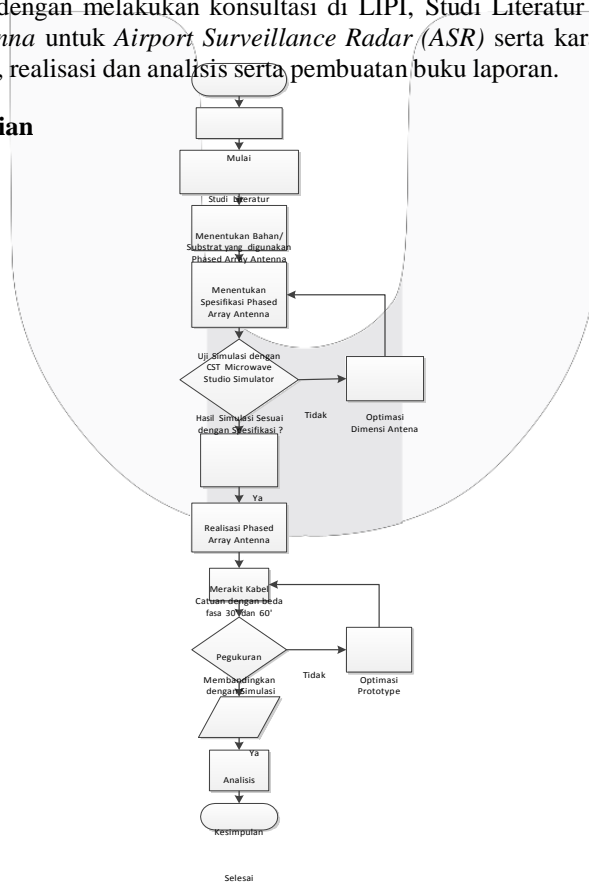 dengan melakukan konsultasi di LIPI, Studi Literatur
nna untuk Airport Surveillance Radar (ASR) serta kara
, realisasi dan analisis serta pembuatan buku laporan.
ian
Mulai
Studi Literatur
Menentukan Bahan/
Substrat yang digunakan
Phased Array Antenna
Menentukan
Spesifikasi Phased
Array Antenna
Uji Simulasi dengan
CST Microwave
Studio Simulator
Hasil Simulasi Sesuai
dengan Spesifikasi ?
Tidak
Optimasi
Dimensi Antena
Ya
Realisasi Phased
Array Antenna
Merakit Kabel
Catuan dengan beda
fasa 30' dan 60'
Pegukuran
Membandingkan
dengan Simulasi
Tidak
Optimasi
Prototype
Ya
Analisis
Kesimpulan
Selesai